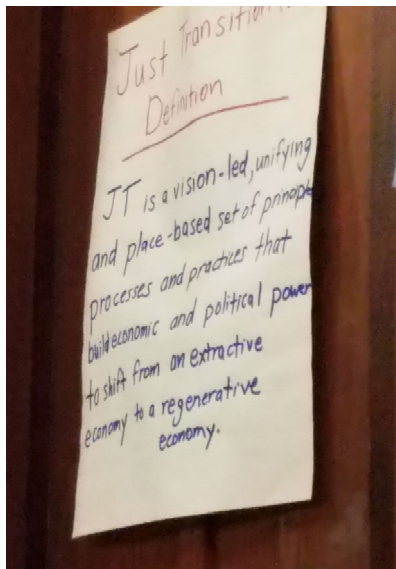 Just Transition
Definition
JT is a vision-led, unifying
and place-based set of
processes and practices that
build economic and political power
to shift from an extractive
economy to a regenerative
economy.